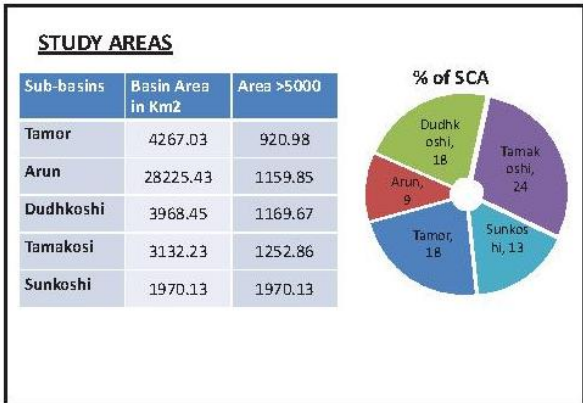 STUDY AREAS
Sub-basins Basin Area in Km2 Area >5000
Tamor 4267.03 920.98
Arun 28225.43 1159.85
Dudhkoshi 3968.45 1169.67
Tamakosi 3132.23 1252.86
Sunkoshi 1970.13 1970.13
% of SCA
Dudhk
oshi,
18
Tamak
oshi,
24
Arun,
9
Tamor,
18
Sunkos
hi, 13